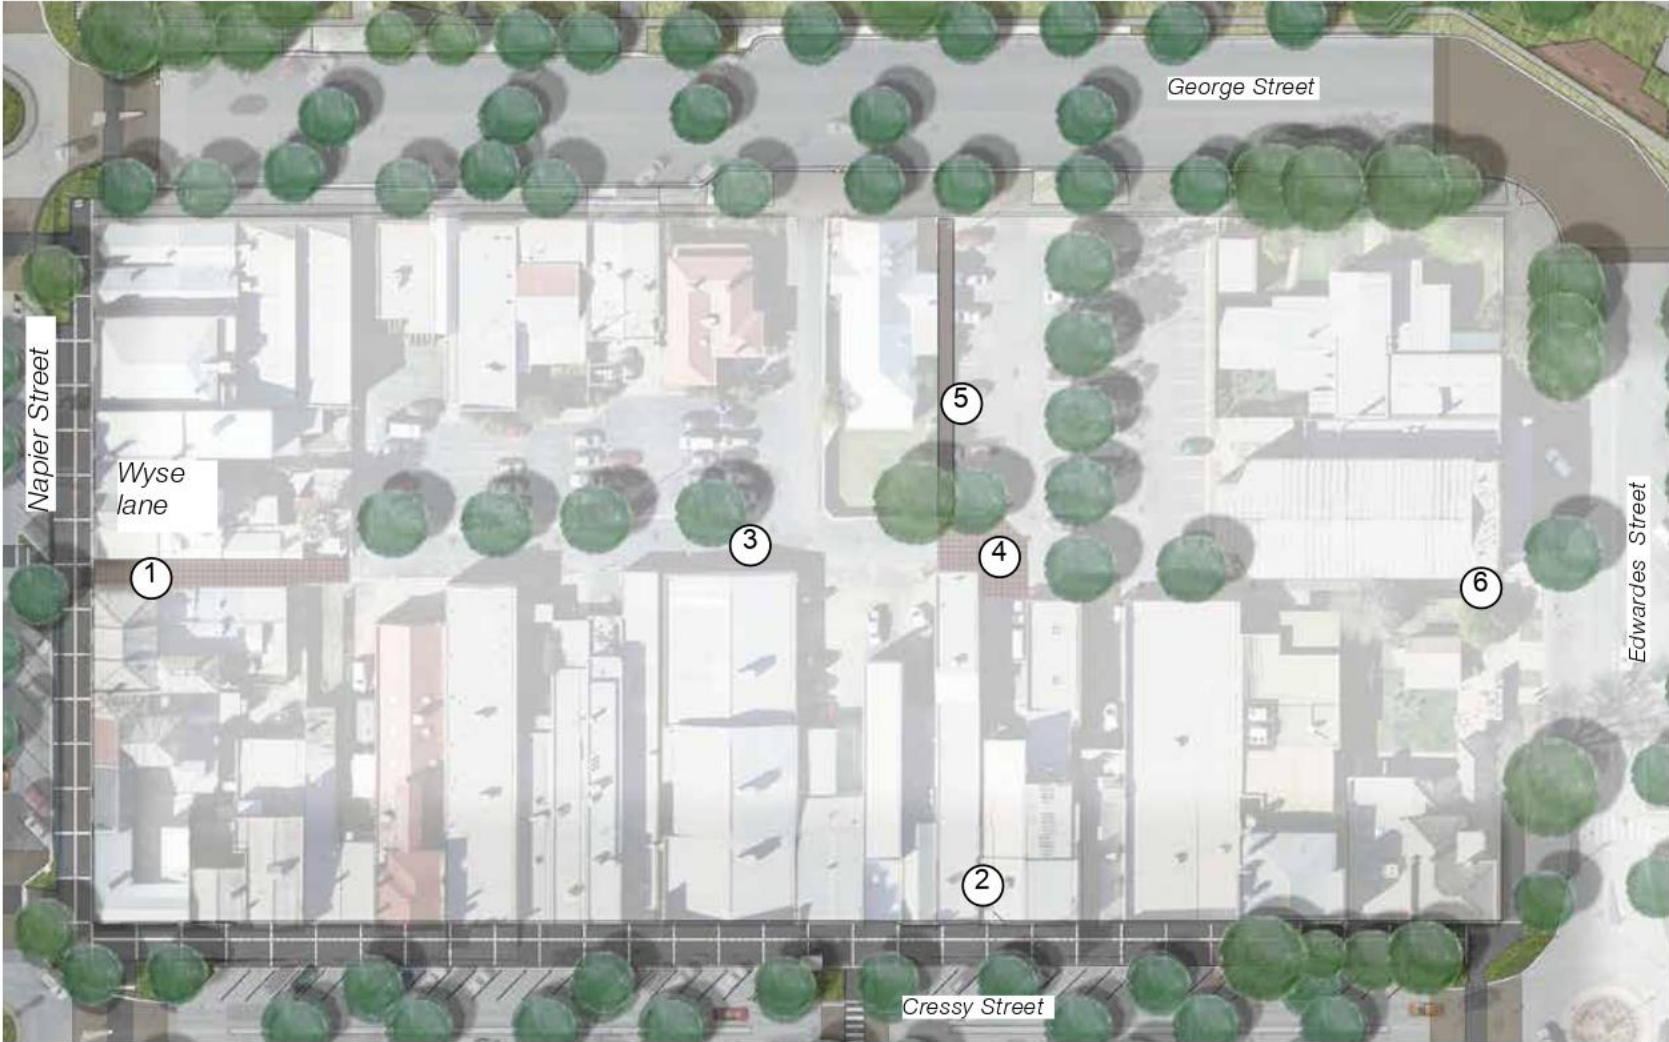 George Street
Napier Street
Wyse
lane
5
3
4
1
6
Edwardes Street
2
Cressy Street